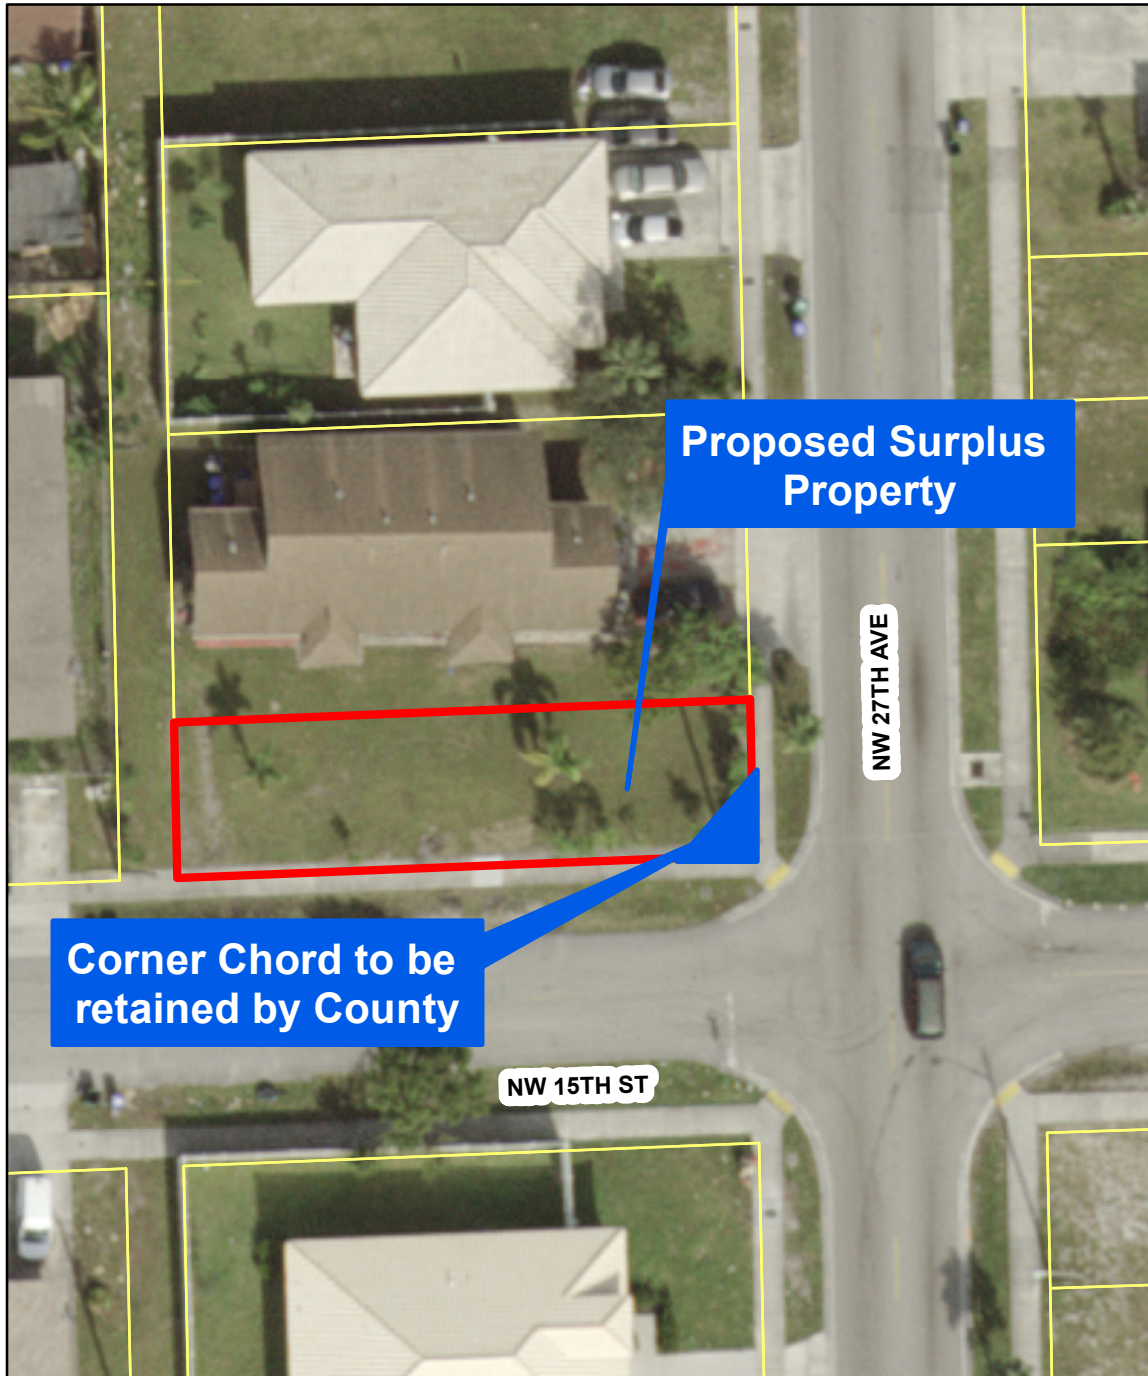 Proposed Surplus
Property
NW 27TH AVE
Corner Chord to be
retained by County
NW 15TH ST